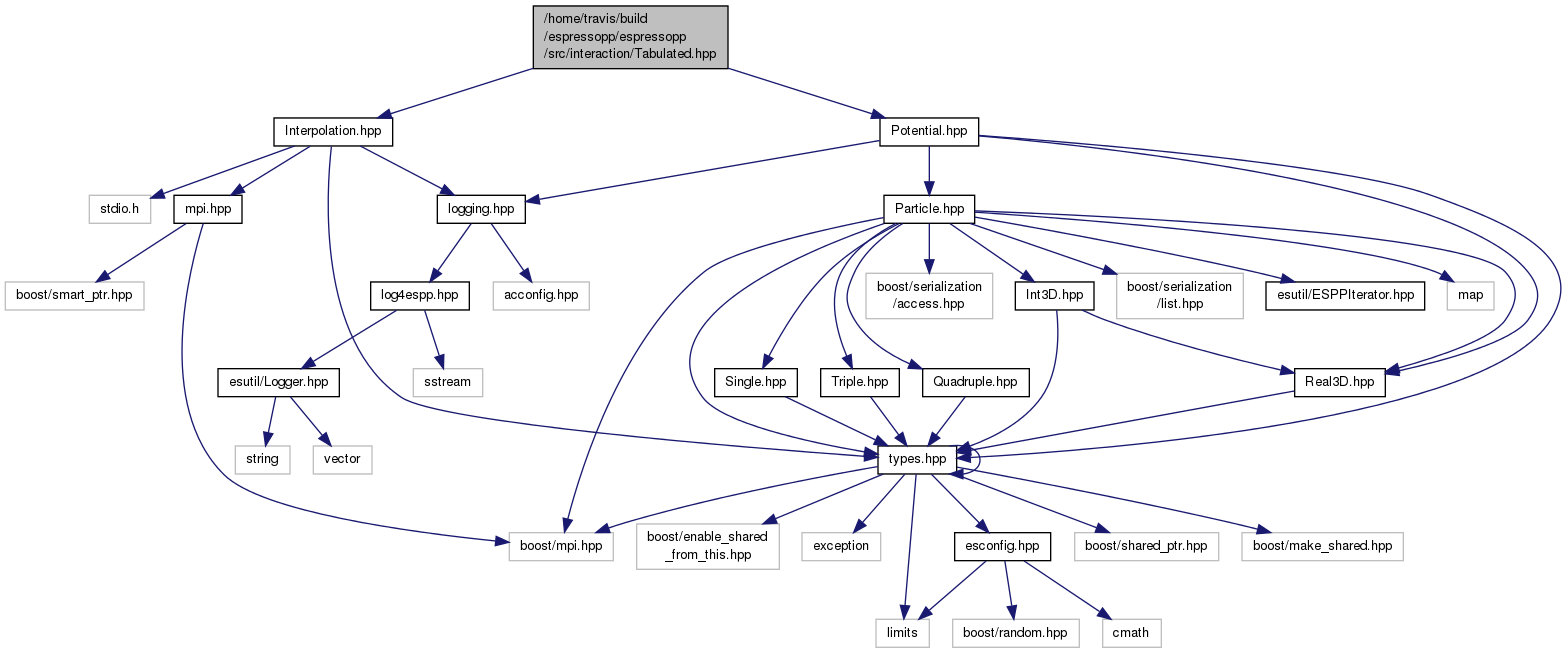 /home/travis/build
/espressopp/espressopp
/src/interaction/Tabulated.hpp
Interpolation.hpp
Potential.hpp
stdio.h
mpi.hpp
logging.hpp
Particle.hpp
boost/smart_ptr.hpp
log4espp.hpp
acconfig.hpp
boost/serialization
/access.hpp
Int3D.hpp
boost/serialization
/list.hpp
esutil/ESPPIterator.hpp
map
esutil/Logger.hpp
sstream
Single.hpp
Triple.hpp
Quadruple.hpp
Real3D.hpp
string
vector
types.hpp
boost/mpi.hpp
boost/enable_shared
_from_this.hpp
exception
esconfig.hpp
boost/shared_ptr.hpp
boost/make_shared.hpp
limits
boost/random.hpp
cmath